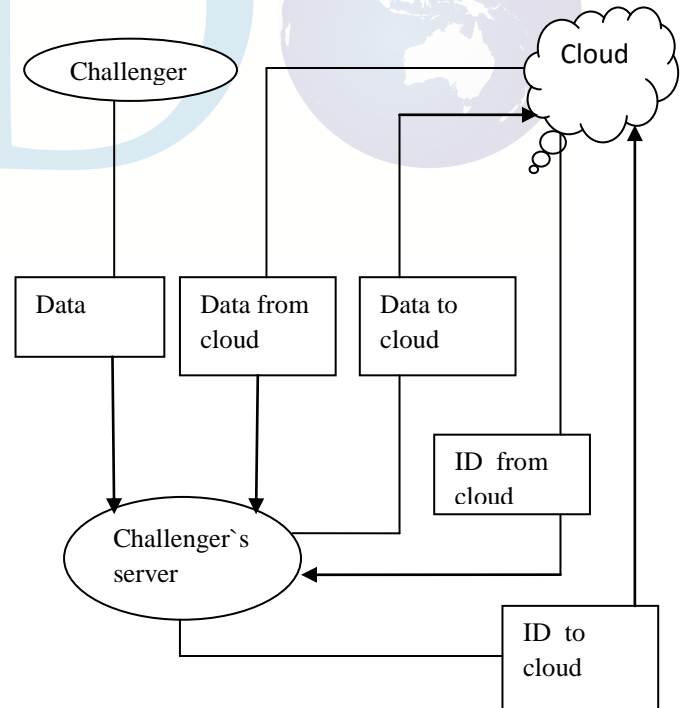 Cloud
Challenger
Data
Data from
cloud
Data to
cloud
ID from
cloud
Challenger`s
server
ID to
cloud